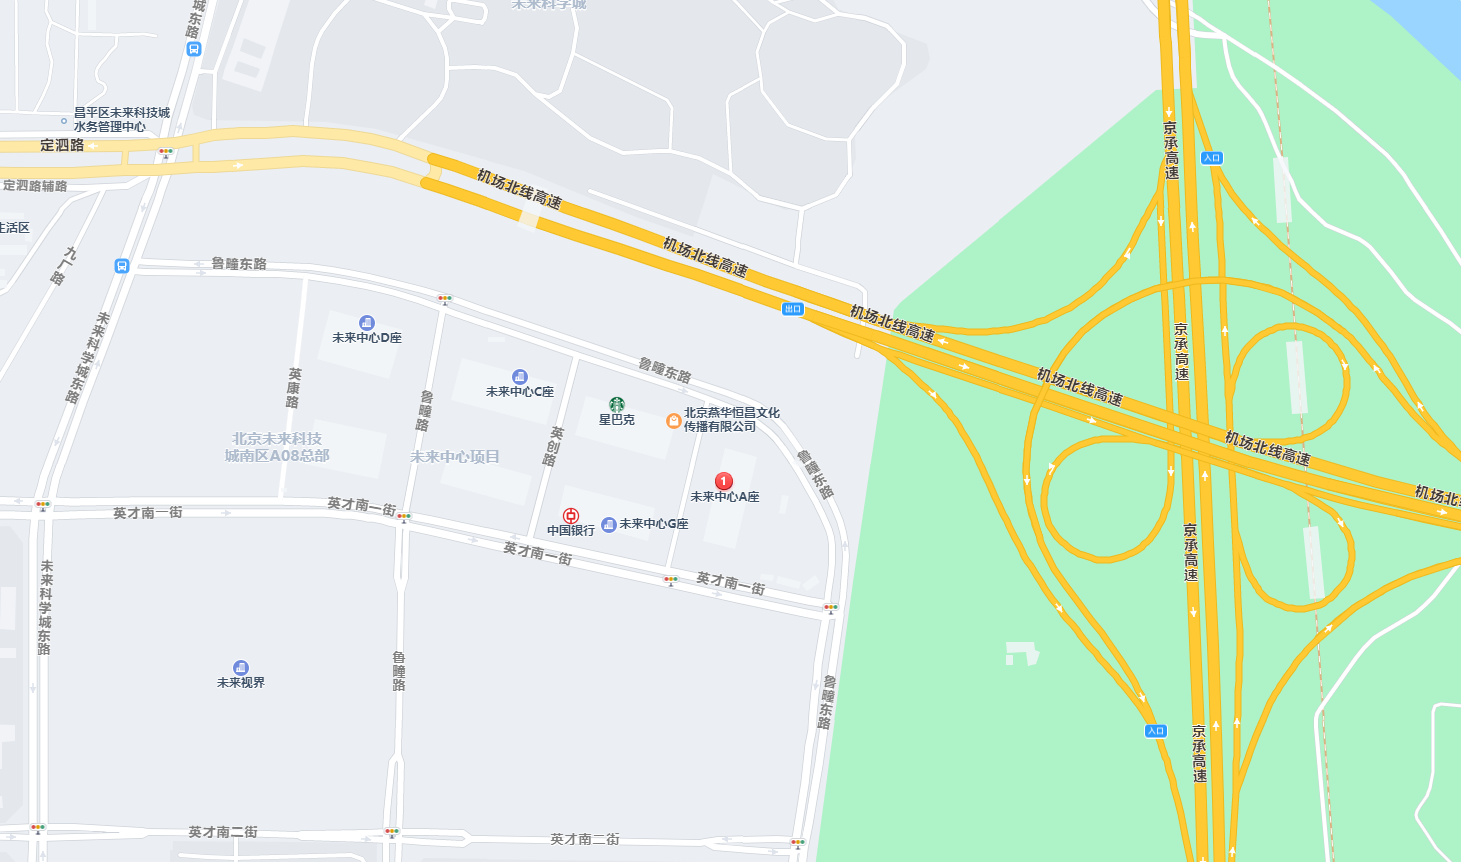 未来科学城
城东路
昌平区未来科技城
水务管理中心
定泗路
定泗路辅路
生活区
九厂路
机场北线高速
机场北线高速
机场北线高速
机场北线高速
机场北线高速
机场北
京承高速
京承高速
京承高速
京承高速
入口
出口
入口
鲁疃东路
未来科学城东路
未来中心D座
英康路
鲁疃路
未来中心C座
鲁疃东路
星巴克
北京燕华恒昌文化
传播有限公司
英创路
北京未来科技
城南区A08总部
未来中心项目
鲁疃东路
1
未来中心A座
英才南一街
英才南一街
中国银行
未来中心G座
英才南一街
英才南一街
未来科学城东路
鲁疃路
未来视界
鲁疃东路
英才南二街
英才南二街